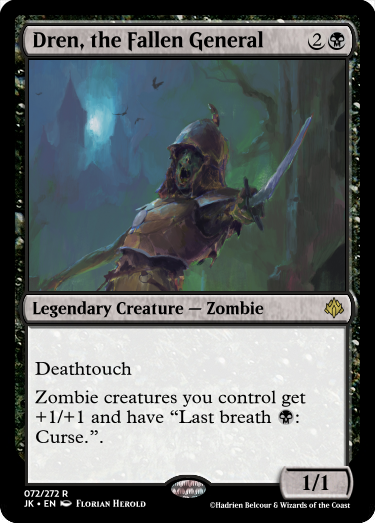 Dren, the Fallen General 2
Legendary Creature — Zombie
Deathtouch
Zombie creatures you control get
+1/+1 and have “Last breath :
Curse.”.
1/1
072/272 R
JK • EN FLORIAN HEROLD
©Hadrien Belcour & Wizards of the Coast